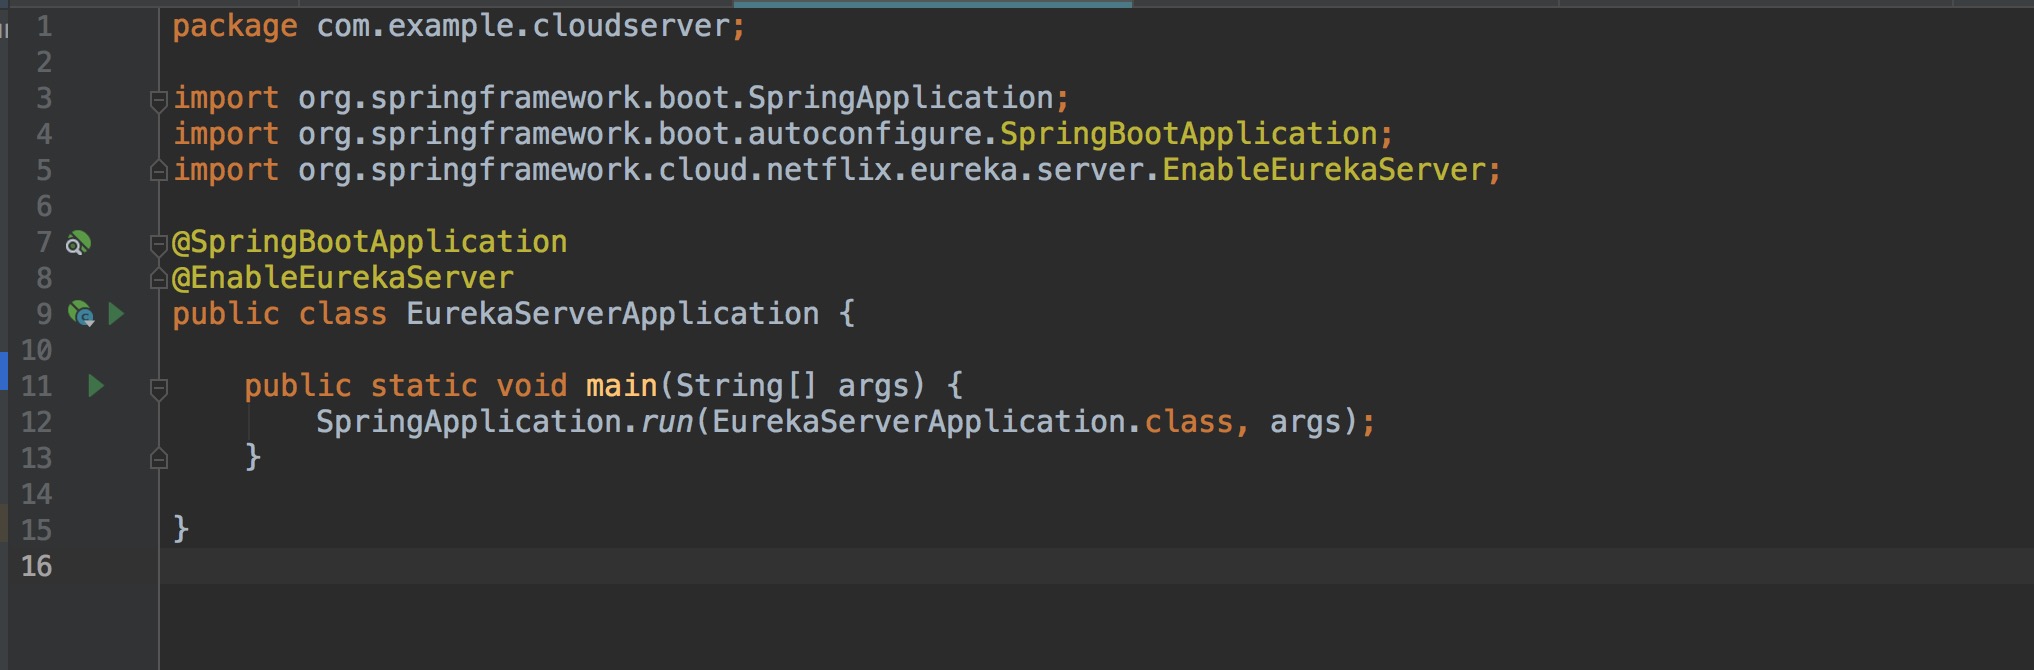 1 package com.example.cloudserver;
2
3 import org.springframework.boot.SpringApplication;
4 import org.springframework.boot.autoconfigure.SpringBootApplication;
5 import org.springframework.cloud.netflix.eureka.server.EnableEurekaServer;
6
7 @SpringBootApplication
8 @EnableEurekaServer
9 public class EurekaServerApplication {
10
11     public static void main(String[] args) {
12         SpringApplication.run(EurekaServerApplication.class, args);
13     }
14
15 }
16